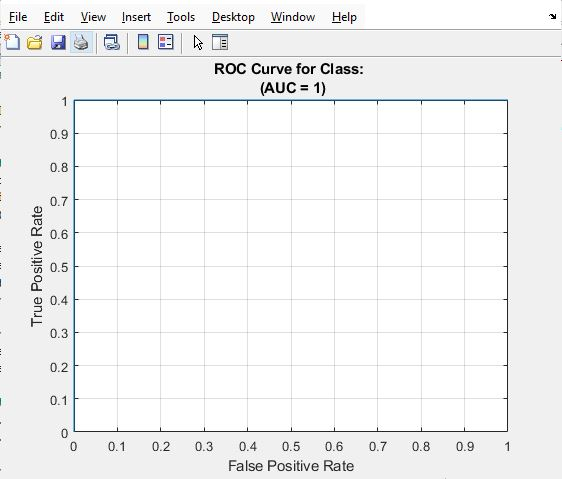 File Edit View Insert Tools Desktop Window Help
ROC Curve for Class:
(AUC = 1)
1
0.9
0.8
0.7
0.6
0.5
0.4
0.3
0.2
0.1
0
True Positive Rate
0 0.1 0.2 0.3 0.4 0.5 0.6 0.7 0.8 0.9 1
False Positive Rate